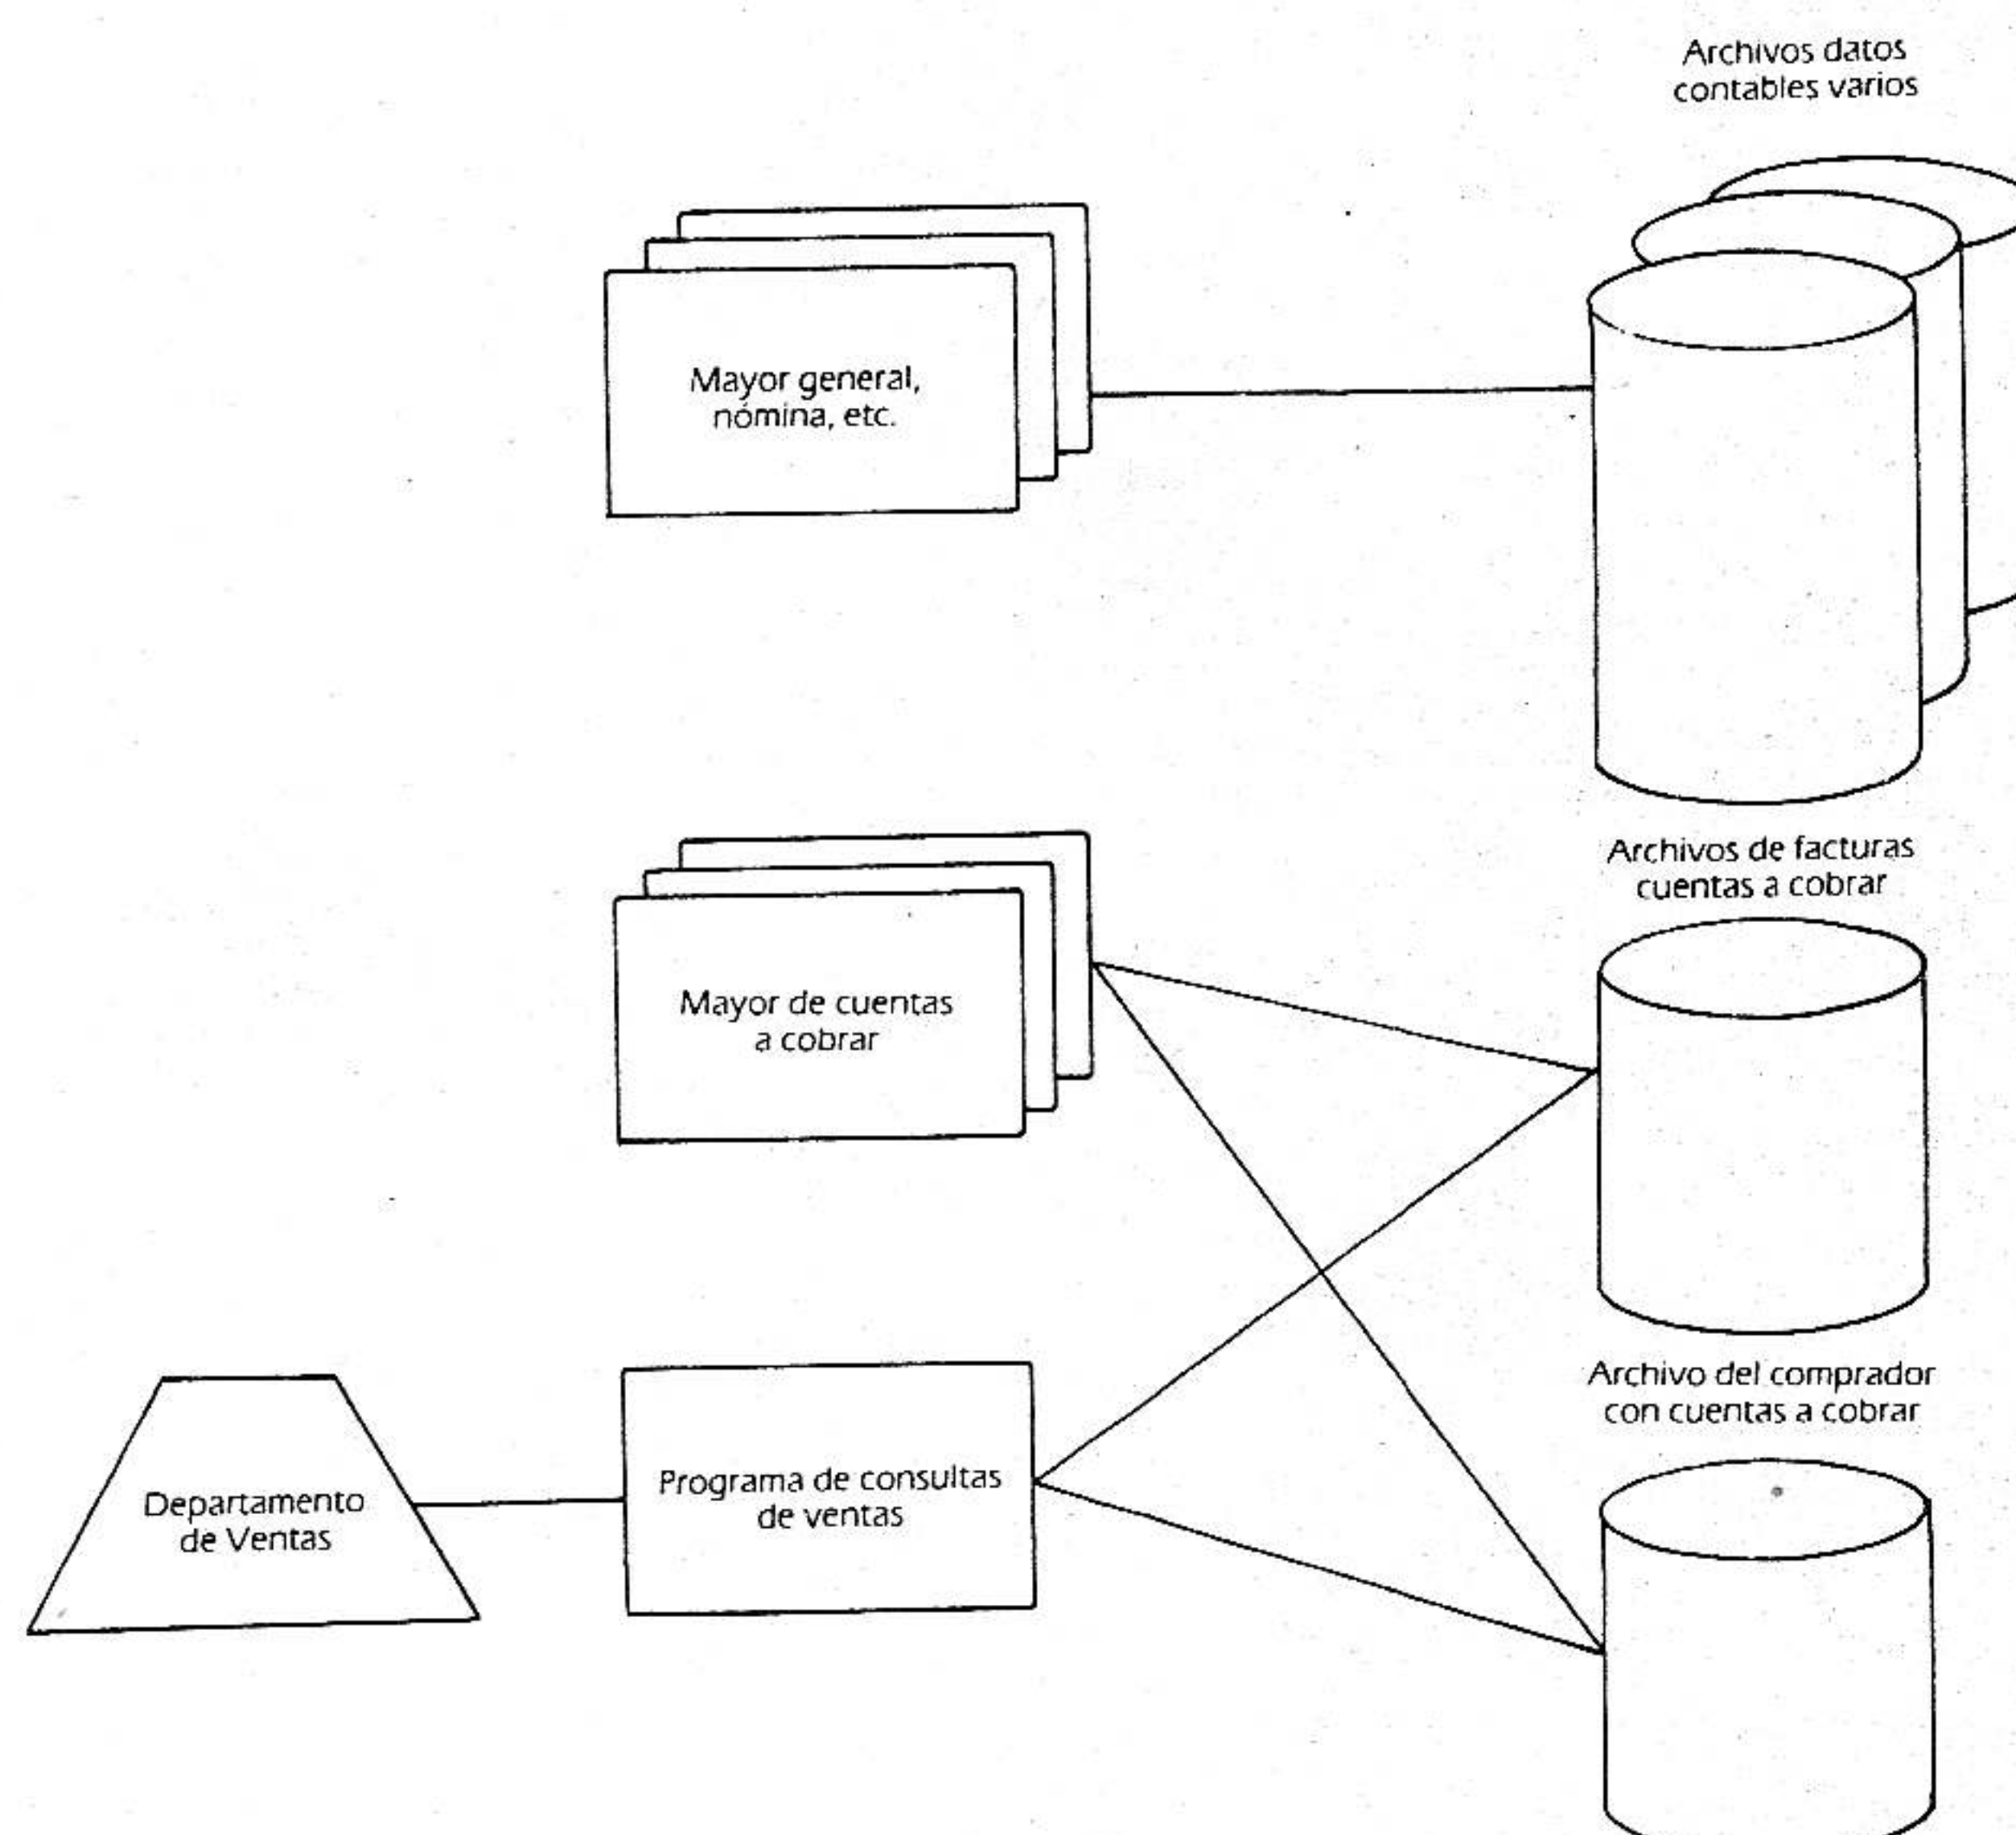 Archivos datos
contables varios
Mayor general,
nómina, etc.
Archivos de facturas
cuentas a cobrar
Mayor de cuentas
a cobrar
Archivo del comprador
con cuentas a cobrar
Programa de consultas
de ventas
Departamento
de Ventas